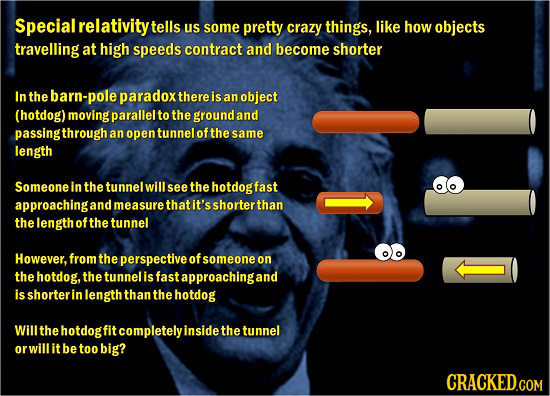 Special relativity tells us some pretty crazy things, like how objects
travelling at high speeds contract and become shorter
In the barn-pole paradox there is an object
(hotdog) moving parallel to the ground and
passing through an open tunnel of the same
length
Someone in the tunnel will see the hotdog fast
approaching and measure that it's shorter than
the length of the tunnel
However, from the perspective of someone on
the hotdog, the tunnel is fast approaching and
is shorter in length than the hotdog
Will the hotdog fit completely inside the tunnel
or will it be too big?
CRACKED.COM